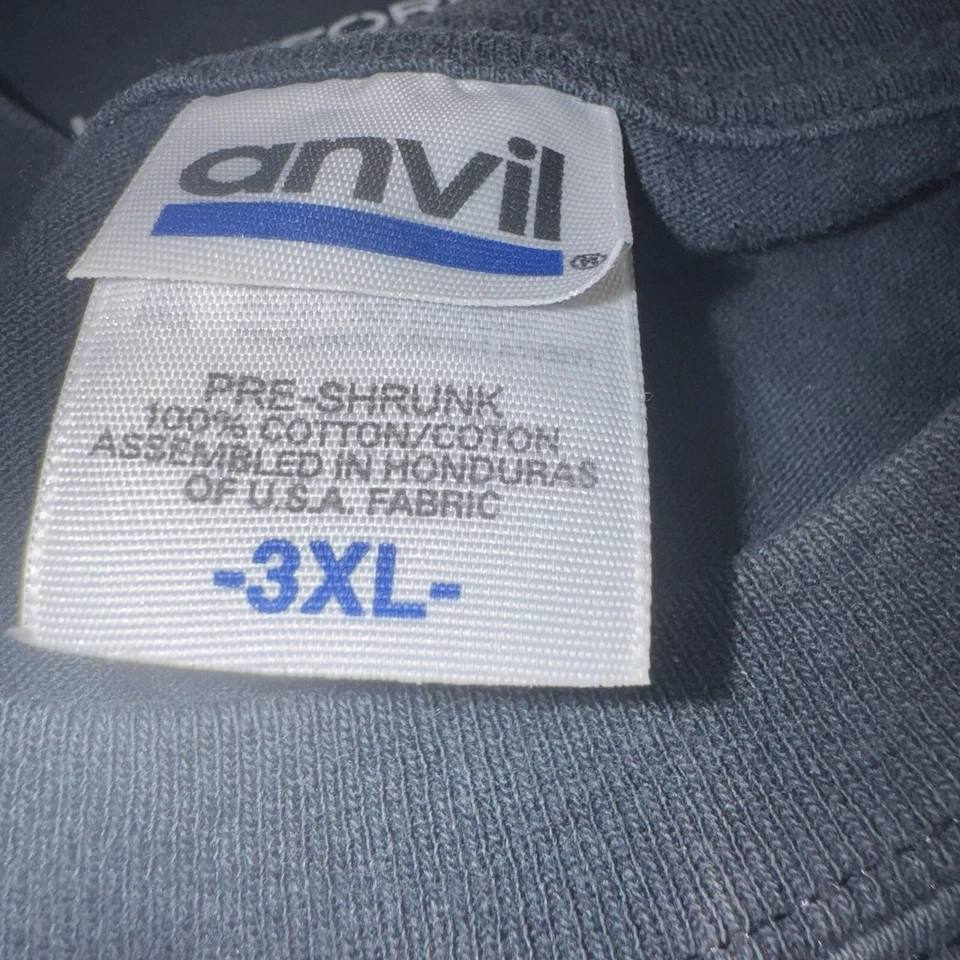 anvil®
PRE-SHRUNK
100% COTTON/COTON
ASSEMBLED IN HONDURAS
OF U.S.A. FABRIC
-3XL-